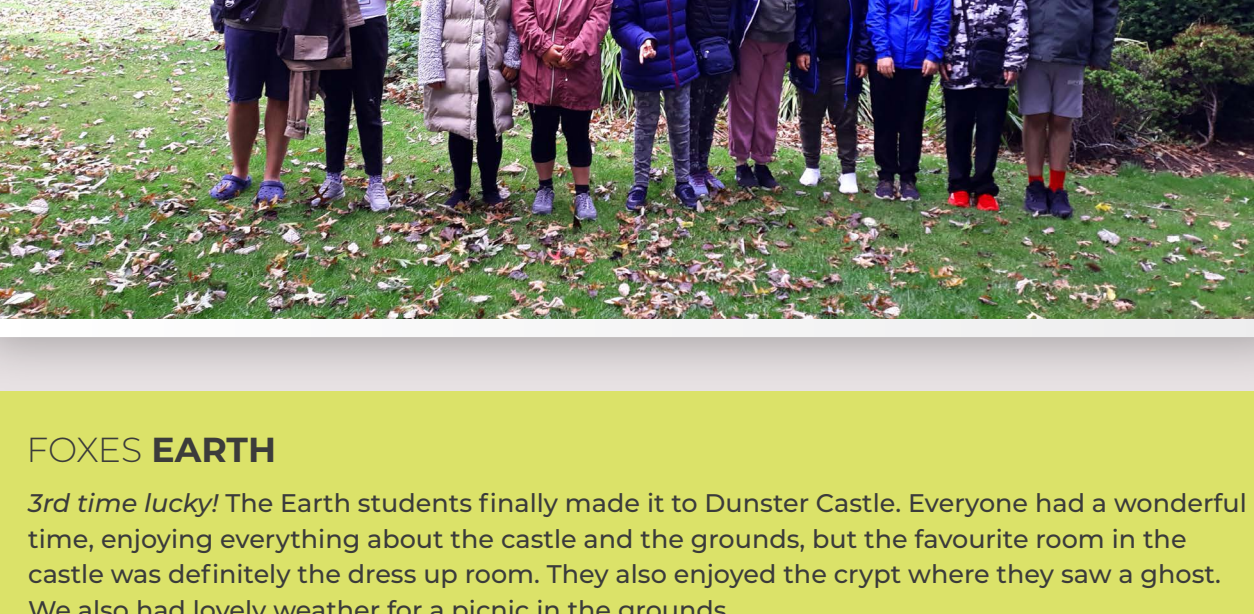 FOXES EARTH
3rd time lucky! The Earth students finally made it to Dunster Castle. Everyone had a wonderful
time, enjoying everything about the castle and the grounds, but the favourite room in the
castle was definitely the dress up room. They also enjoyed the crypt where they saw a ghost.
We also had lovely weather for a picnic in the grounds.